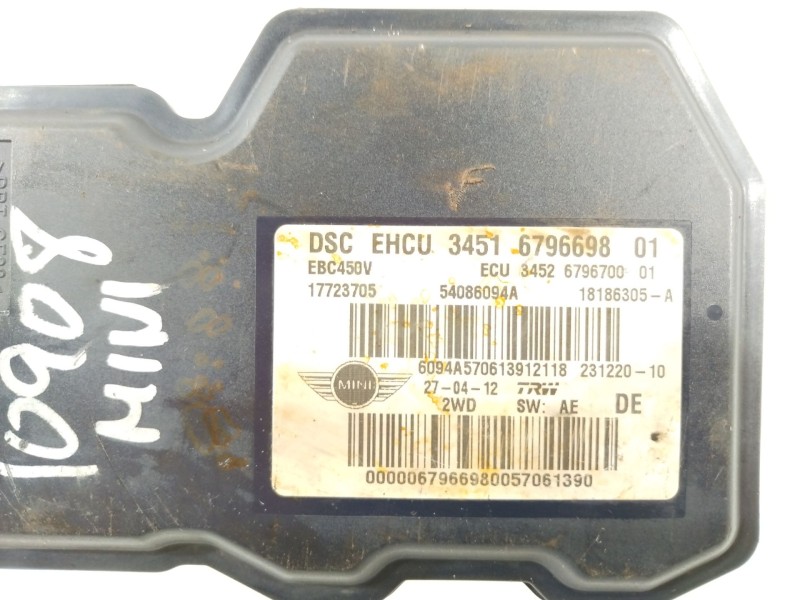 DSC EHCU 3451 6796698 01
EBC450V ECU 3452 6796700 01
17723705 54086094A 18186305-A
6094A570613912118 231220-10
MINI
27-04-12 TRW
2WD SW: AE DE
0000067966980057061390
10908
MINI